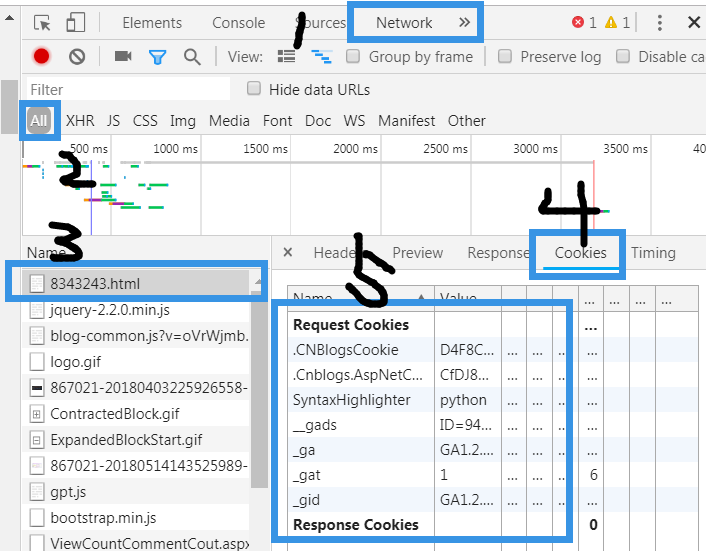 Elements Console Sources Network » 1 1
1
View: Group by frame Preserve log Disable ca
Filter Hide data URLs
All XHR JS CSS Img Media Font Doc WS Manifest Other
500 ms 1000 ms 1500 ms 2000 ms 2500 ms 3000 ms 3500 ms 40
2
4
3
Name × Headers Preview Response Cookies Timing
5
8343243.html
jquery-2.2.0.min.js
blog-common.js?v=oVrWjmb.
logo.gif
867021-20180403225926558-
ContractedBlock.gif
ExpandedBlockStart.gif
867021-20180514143525989-
gpt.js
bootstrap.min.js
ViewCountCommentCout.aspx
Name ▲ Value ... ... ... ...
Request Cookies ...
.CNBlogsCookie D4F8C... ... ... ...
.Cnblogs.AspNetC... CfDJ8... ... ... ...
SyntaxHighlighter python ... ... ...
__gads ID=94... ... ... ...
_ga GA1.2.... ... ... ...
_gat 1 ... ... ... 6
_gid GA1.2.... ... ... ...
Response Cookies 0